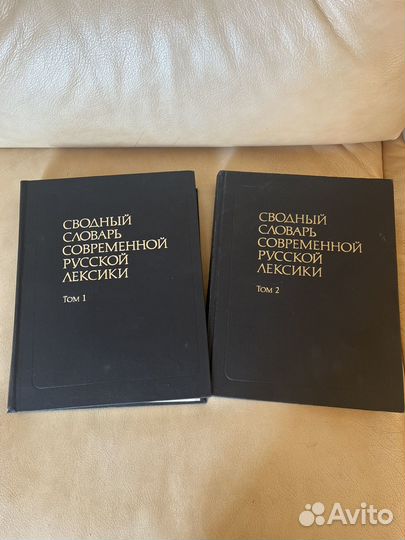 СВОДНЫЙ
СЛОВАРЬ
СОВРЕМЕННОЙ
РУССКОЙ
ЛЕКСИКИ
Том 1
СВОДНЫЙ
СЛОВАРЬ
СОВРЕМЕННОЙ
РУССКОЙ
ЛЕКСИКИ
Том 2
Avito